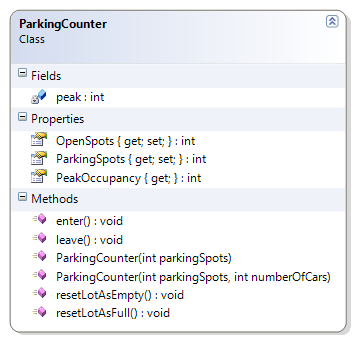 ParkingCounter
Class
Fields
peak : int
Properties
OpenSpots { get; set; } : int
ParkingSpots { get; set; } : int
PeakOccupancy { get; } : int
Methods
enter() : void
leave() : void
ParkingCounter(int parkingSpots)
ParkingCounter(int parkingSpots, int numberOfCars)
resetLotAsEmpty() : void
resetLotAsFull() : void